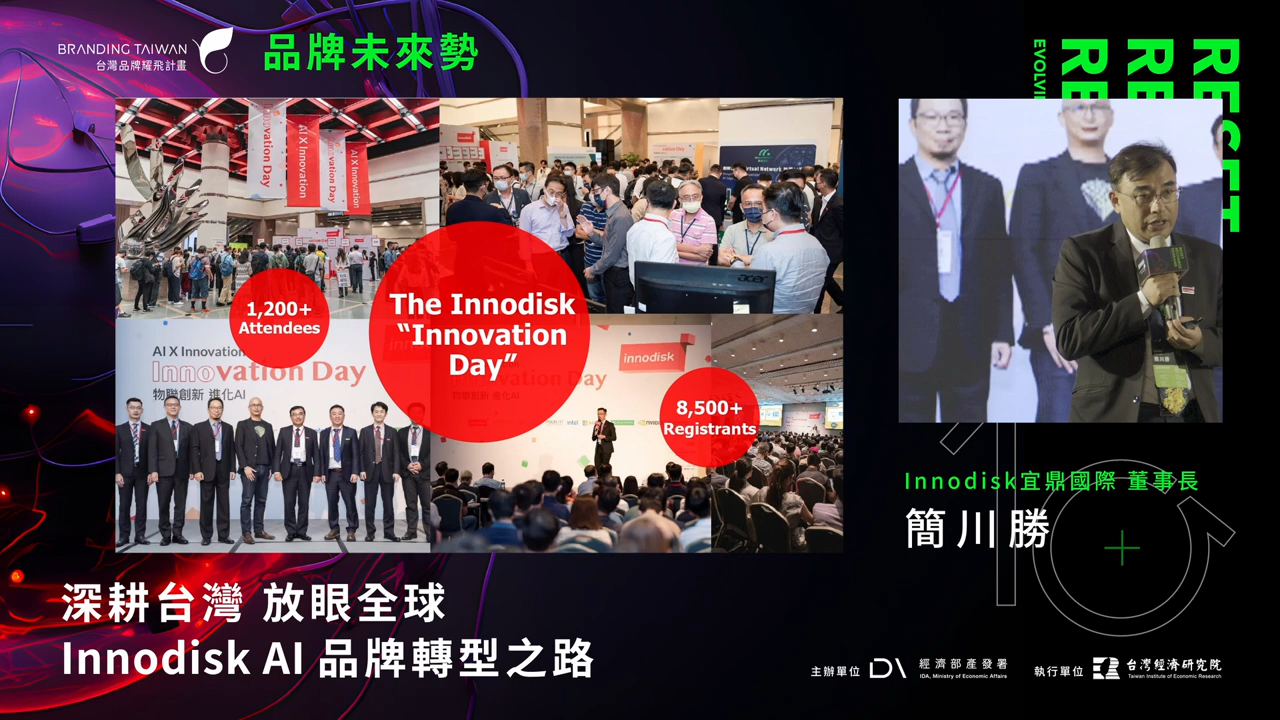 BRANDING TAIWAN
台灣品牌耀飛計畫
品牌未來勢
RE
RE
RE
EVOLVI
AI X Innovation
AI X Innovation
1,200+
Attendees
The Innodisk
“Innovation
Day”
8,500+
Registrants
acer
AI X Innovation
Innovation Day
物聯創新 進化AI
innodisk
Innodisk宜鼎國際 董事長
簡川勝
深耕台灣 放眼全球
Innodisk AI 品牌轉型之路
主辦單位
經濟部產發署
IDA, Ministry of Economic Affairs
執行單位
台灣經濟研究院
Taiwan Institute of Economic Research